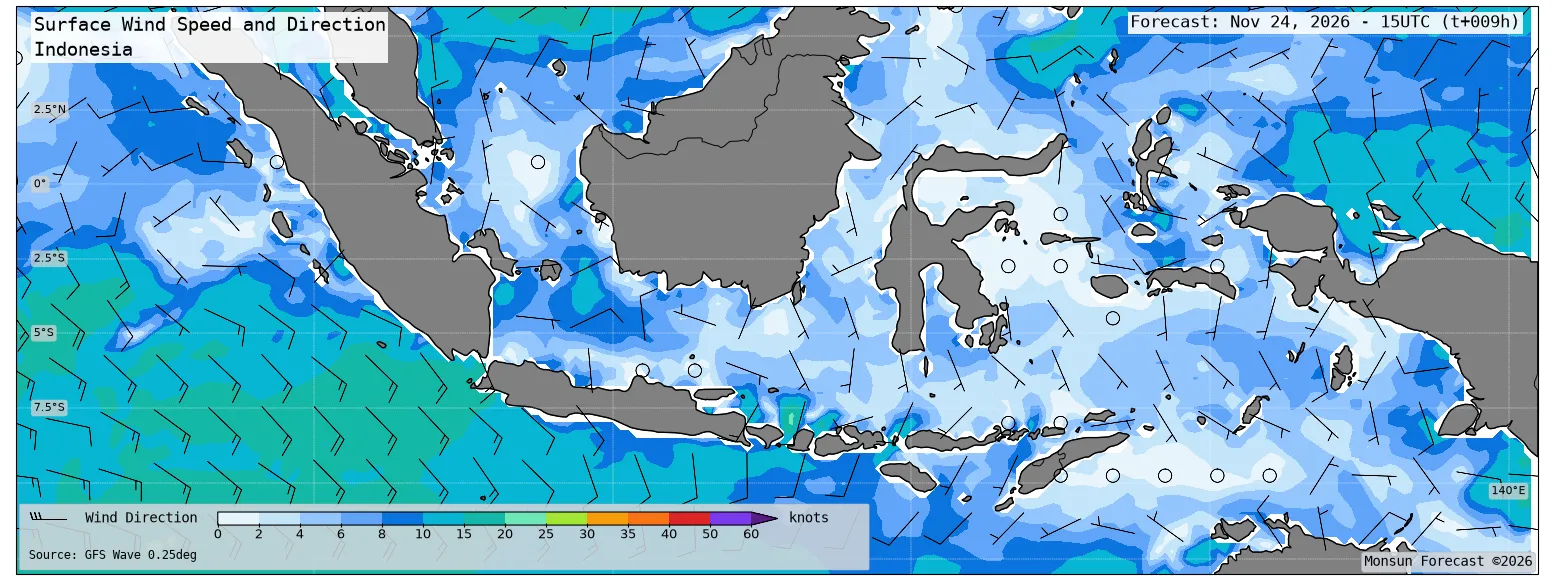 Surface Wind Speed and Direction
Indonesia
Forecast: Nov 24, 2026 - 15UTC (t+009h)
2.5°N
0°
2.5°S
5°S
7.5°S
140°E
Wind Direction
0 2 4 6 8 10 15 20 25 30 35 40 50 60
knots
Source: GFS Wave 0.25deg
Monsun Forecast ©2026